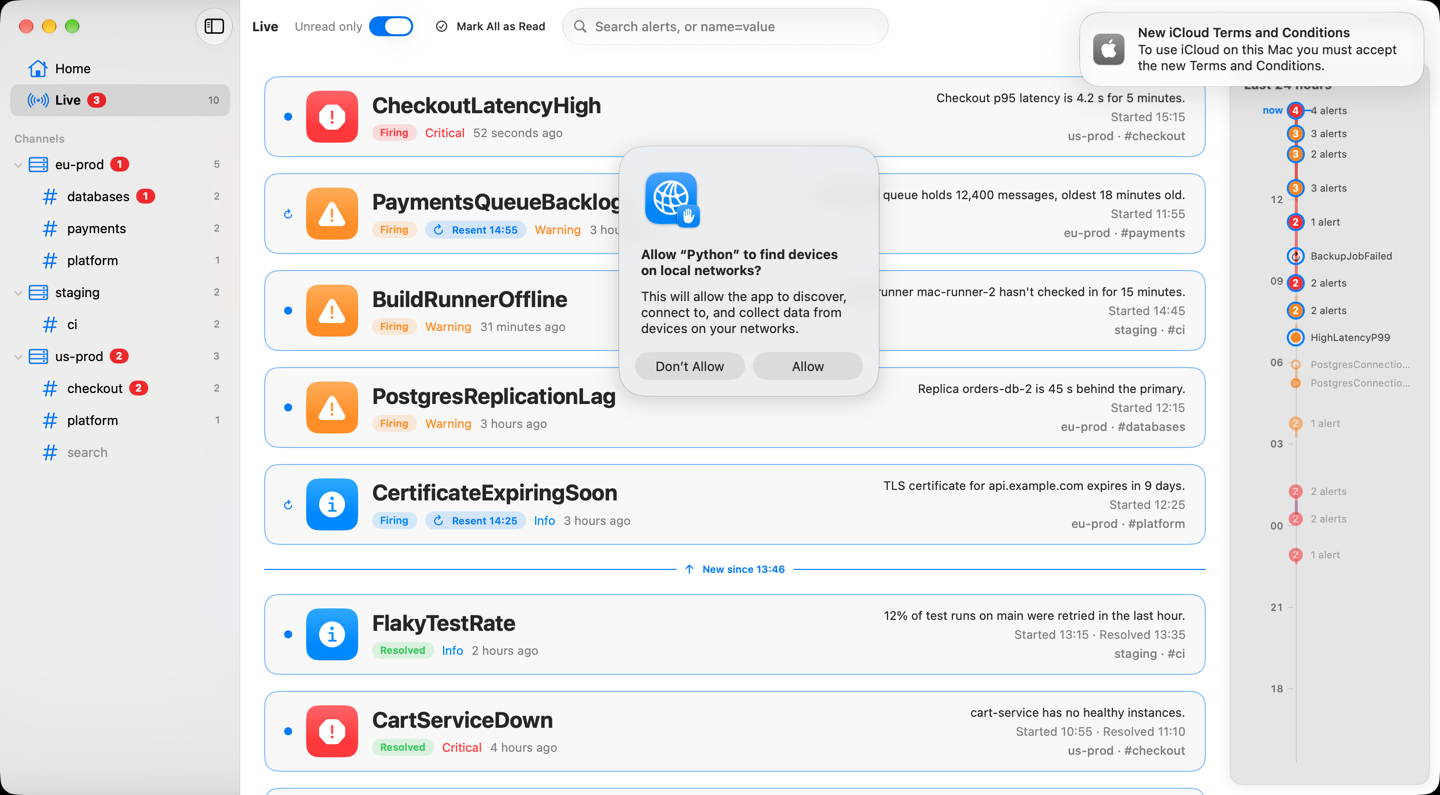 Live
Unread only
Mark All as Read
Search alerts, or name=value
New iCloud Terms and Conditions
To use iCloud on this Mac you must accept
the new Terms and Conditions.
Home
Live 3 10
Channels
eu-prod 1 5
databases 1 2
payments 2
platform 1
staging 2
ci 2
us-prod 2 3
checkout 2 2
platform 1
search
CheckoutLatencyHigh
Firing Critical 52 seconds ago
Checkout p95 latency is 4.2 s for 5 minutes.
Started 15:15
us-prod · #checkout
PaymentsQueueBacklog
Firing Resent 14:55 Warning 3
queue holds 12,400 messages, oldest 18 minutes old.
Started 11:55
eu-prod · #payments
BuildRunnerOffline
Firing Warning 31 minutes ago
runner mac-runner-2 hasn't checked in for 15 minutes.
Started 14:45
staging · #ci
PostgresReplicationLag
Firing Warning 3 hours ago
Replica orders-db-2 is 45 s behind the primary.
Started 12:15
eu-prod · #databases
CertificateExpiringSoon
Firing Resent 14:25 Info 3 hours ago
TLS certificate for api.example.com expires in 9 days.
Started 12:25
eu-prod · #platform
New since 13:46
FlakyTestRate
Resolved Info 2 hours ago
12% of test runs on main were retried in the last hour.
Started 13:15 · Resolved 13:35
staging · #ci
CartServiceDown
Resolved Critical 4 hours ago
cart-service has no healthy instances.
Started 10:55 · Resolved 11:10
us-prod · #checkout
Allow “Python” to find devices
on local networks?
This will allow the app to discover,
connect to, and collect data from
devices on your networks.
Don’t Allow
Allow
Last 24 hours
now 4 4 alerts
3 3 alerts
3 2 alerts
3 3 alerts
12
2 1 alert
BackupJobFailed
09 2 2 alerts
2 2 alerts
HighLatencyP99
06 PostgresConnectio...
PostgresConnectio...
2 1 alert
03
2 2 alerts
00 2 2 alerts
2 1 alert
21
18